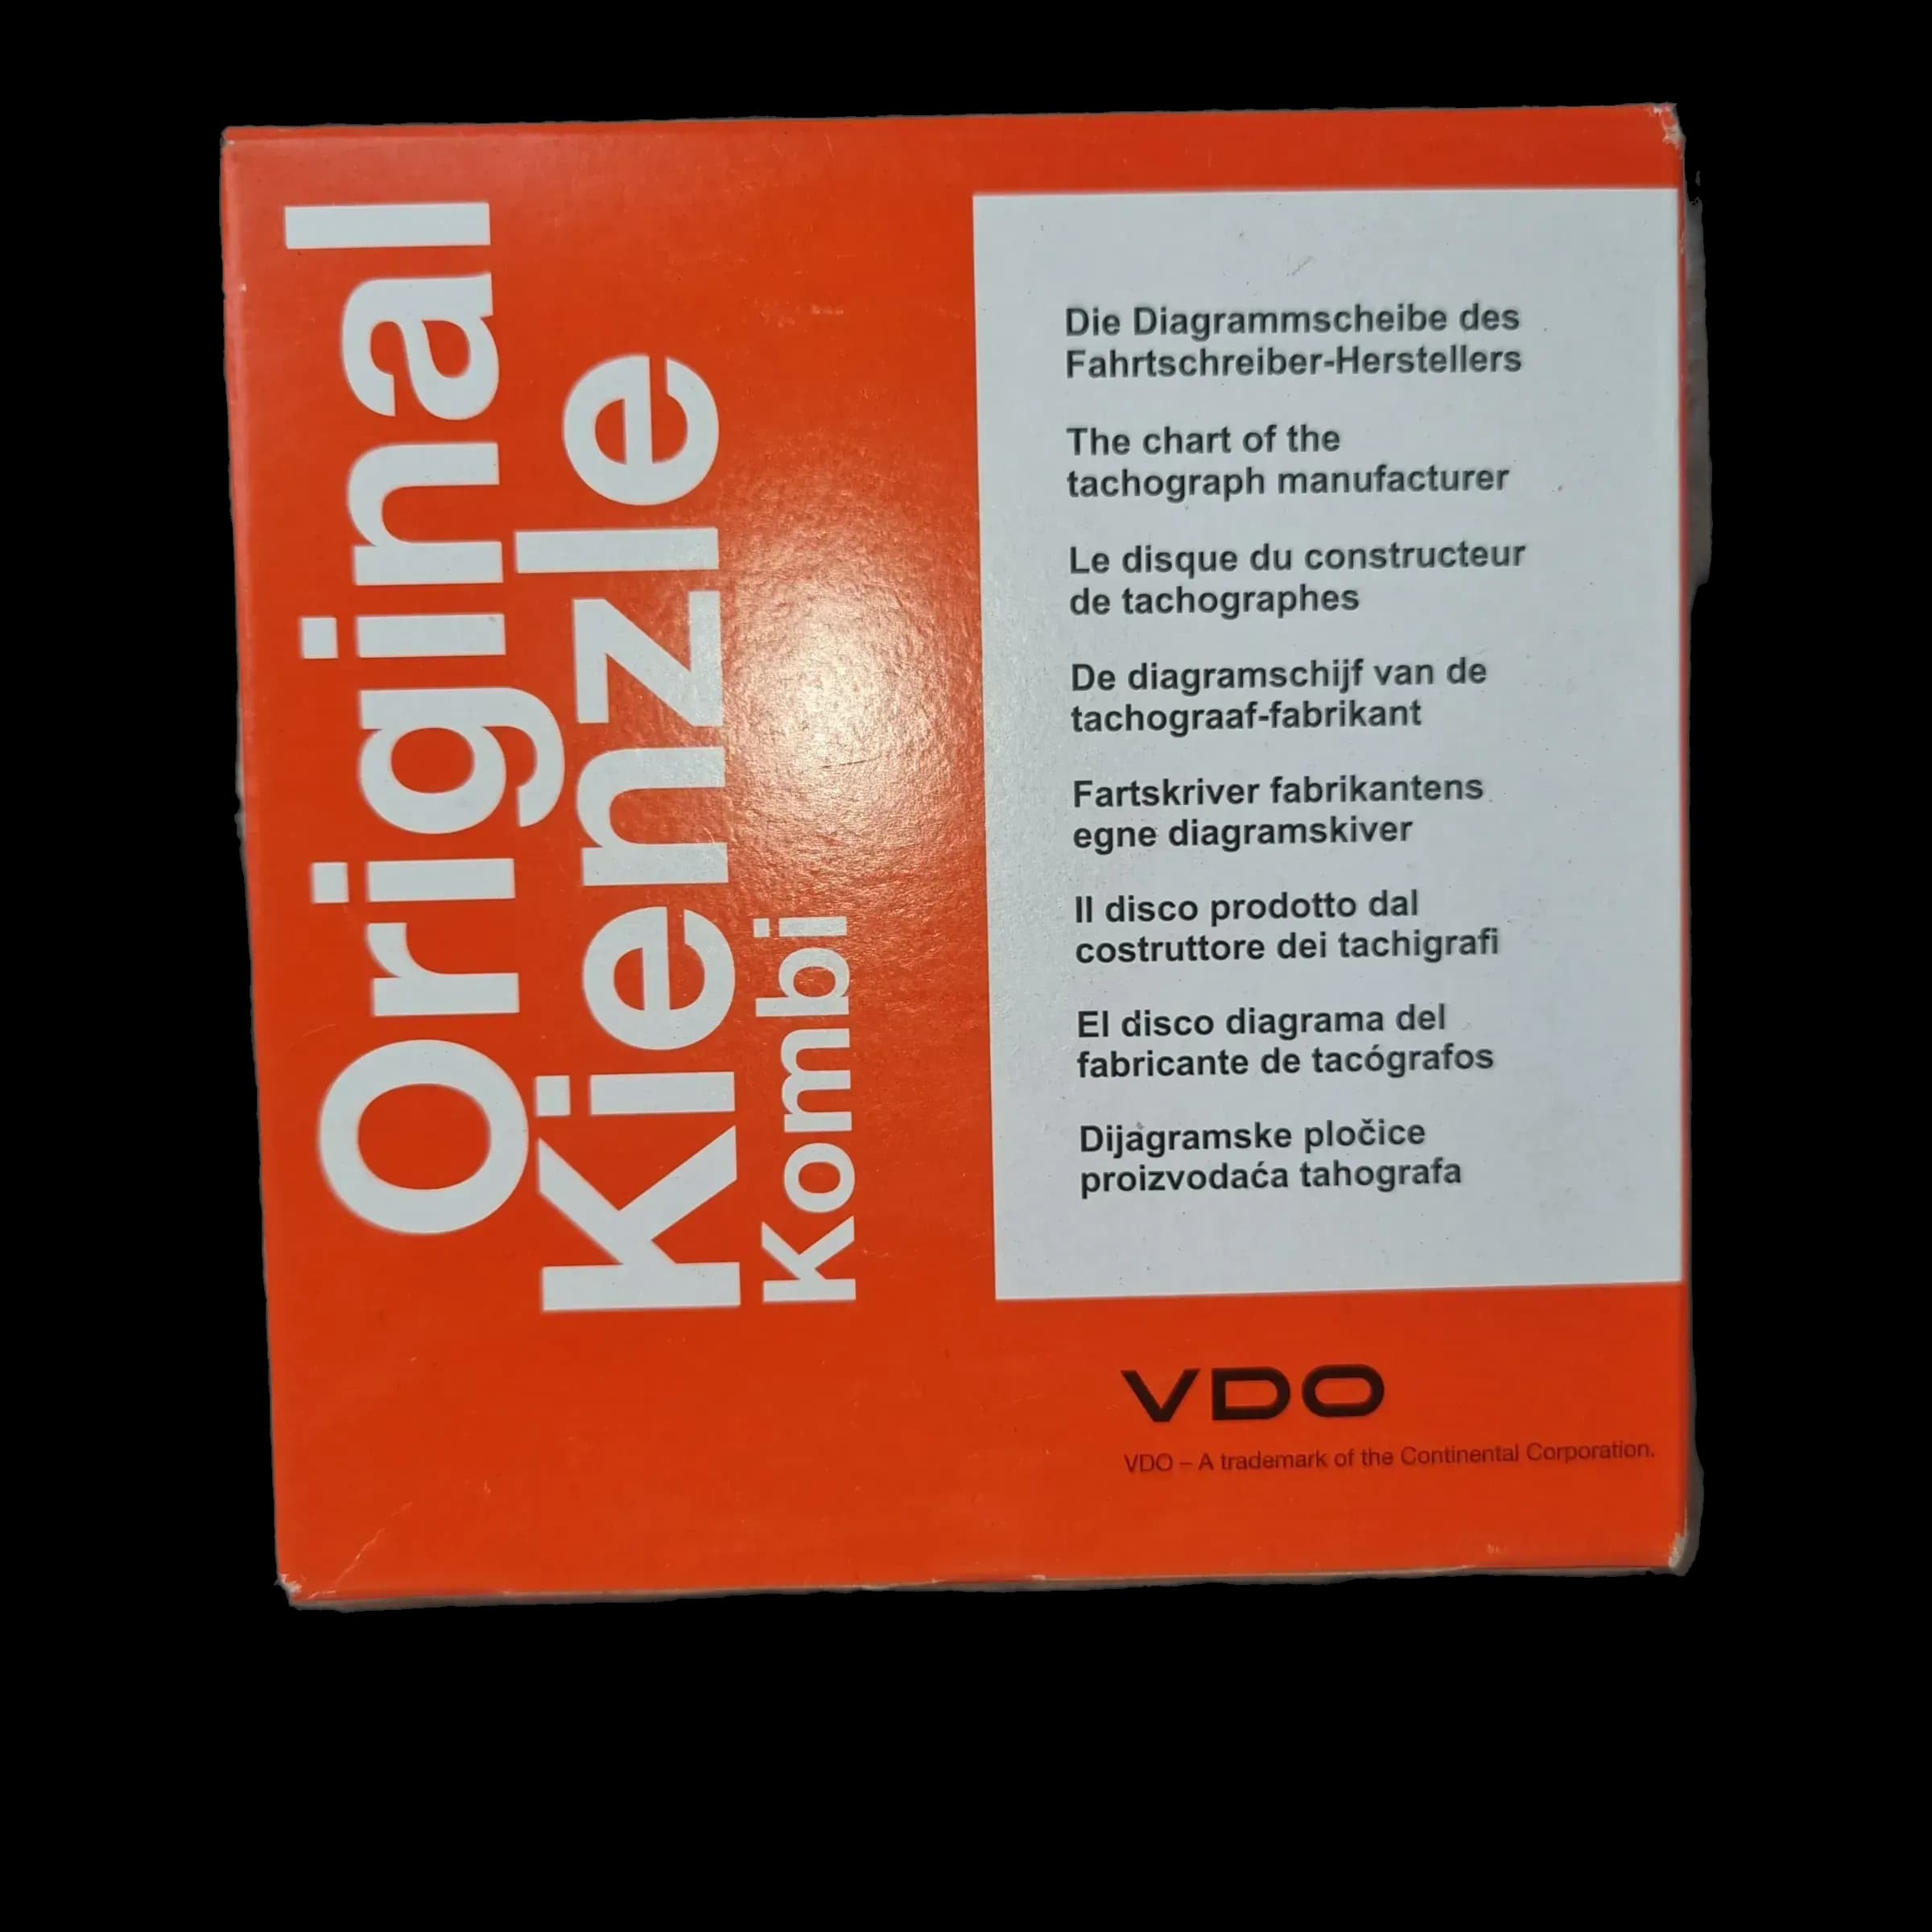 Original
Kienzle
Kombi
Die Diagrammscheibe des
Fahrtschreiber-Herstellers
The chart of the
tachograph manufacturer
Le disque du constructeur
de tachographes
De diagramschijf van de
tachograaf-fabrikant
Fartskriver fabrikantens
egne diagramskiver
Il disco prodotto dal
costruttore dei tachigrafi
El disco diagrama del
fabricante de tacógrafos
Dijagramske pločice
proizvodaća tahografa
VDO
VDO – A trademark of the Continental Corporation.